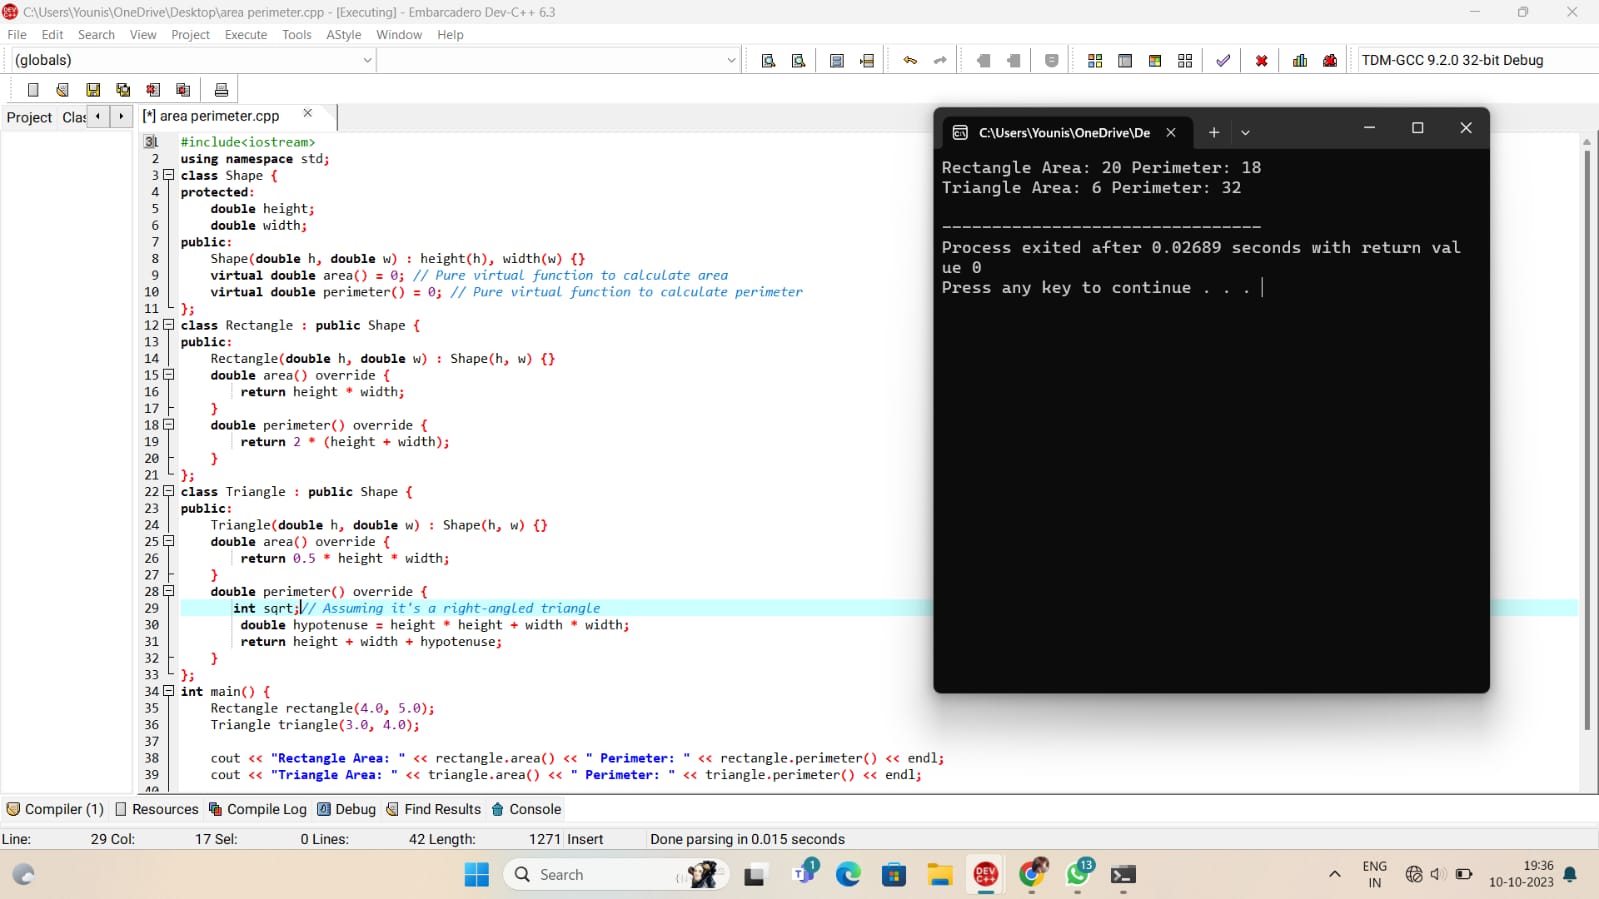 C:\Users\Younis\OneDrive\Desktop\area perimeter.cpp - [Executing] - Embarcadero Dev-C++ 6.3
File Edit Search View Project Execute Tools AStyle Window Help
(globals)
TDM-GCC 9.2.0 32-bit Debug
Project Clas
[*] area perimeter.cpp
1 #include<iostream>
2 using namespace std;
3 class Shape {
4 protected:
5 double height;
6 double width;
7 public:
8 Shape(double h, double w) : height(h), width(w) {}
9 virtual double area() = 0; // Pure virtual function to calculate area
10 virtual double perimeter() = 0; // Pure virtual function to calculate perimeter
11 };
12 class Rectangle : public Shape {
13 public:
14 Rectangle(double h, double w) : Shape(h, w) {}
15 double area() override {
16 return height * width;
17 }
18 double perimeter() override {
19 return 2 * (height + width);
20 }
21 };
22 class Triangle : public Shape {
23 public:
24 Triangle(double h, double w) : Shape(h, w) {}
25 double area() override {
26 return 0.5 * height * width;
27 }
28 double perimeter() override {
29 int sqrt;// Assuming it's a right-angled triangle
30 double hypotenuse = height * height + width * width;
31 return height + width + hypotenuse;
32 }
33 };
34 int main() {
35 Rectangle rectangle(4.0, 5.0);
36 Triangle triangle(3.0, 4.0);
37
38 cout << "Rectangle Area: " << rectangle.area() << " Perimeter: " << rectangle.perimeter() << endl;
39 cout << "Triangle Area: " << triangle.area() << " Perimeter: " << triangle.perimeter() << endl;
40
C:\Users\Younis\OneDrive\De
Rectangle Area: 20 Perimeter: 18
Triangle Area: 6 Perimeter: 32
--------------------------------
Process exited after 0.02689 seconds with return val
ue 0
Press any key to continue . . .
Compiler (1) Resources Compile Log Debug Find Results Console
Line: 29 Col: 17 Sel: 0 Lines: 42 Length: 1271 Insert Done parsing in 0.015 seconds
Search
1
DEV C++
13
ENG
IN
19:36
10-10-2023